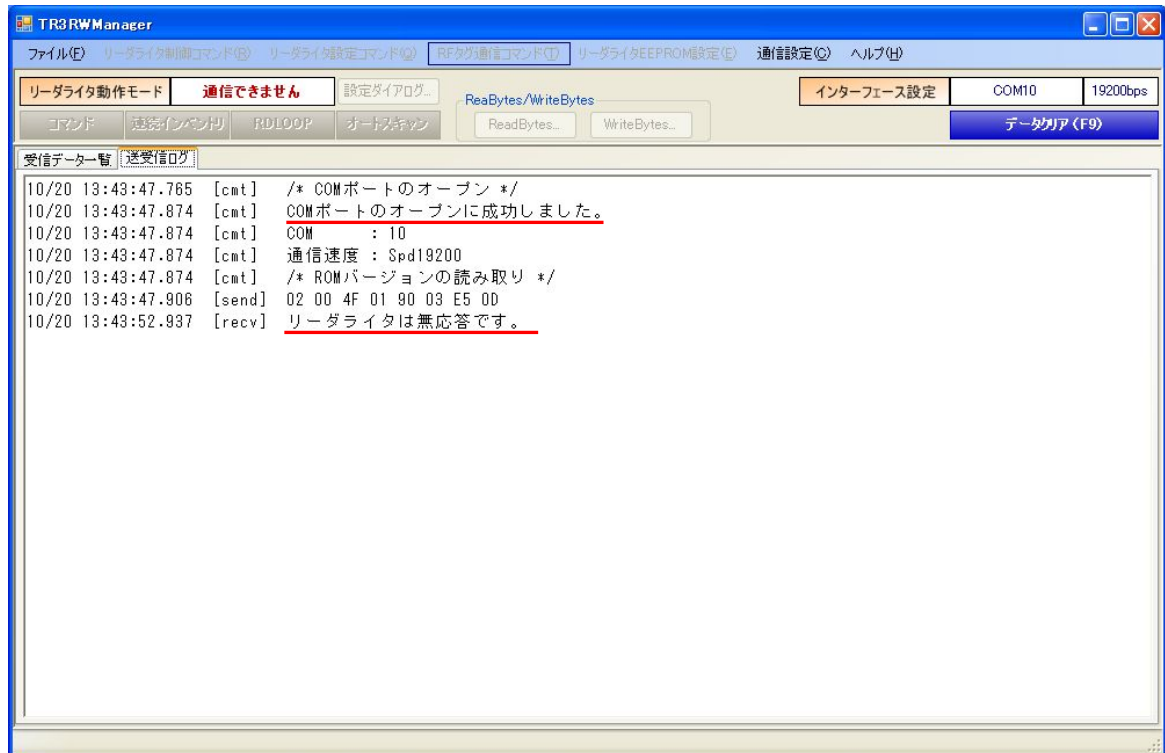 TR3RWManager
ファイル(F) リーダライタ制御コマンド(R) リーダライタ設定コマンド(Q) RFタグ通信コマンド(T) リーダライタEEPROM設定(E) 通信設定(C) ヘルプ(H)
リーダライタ動作モード 通信できません 設定ダイアログ... ReaBytes/WriteBytes インターフェース設定 COM10 19200bps
コマンド 連続インベントリ RDLOOP オートスキャン ReadBytes... WriteBytes... データクリア(F9)
受信データ一覧 送受信ログ
10/20 13:43:47.765 [cmt] /* COMポートのオープン */
10/20 13:43:47.874 [cmt] COMポートのオープンに成功しました。
10/20 13:43:47.874 [cmt] COM : 10
10/20 13:43:47.874 [cmt] 通信速度 : Spd19200
10/20 13:43:47.874 [cmt] /* ROMバージョンの読み取り */
10/20 13:43:47.906 [send] 02 00 4F 01 90 03 E5 0D
10/20 13:43:52.937 [recv] リーダライタは無応答です。